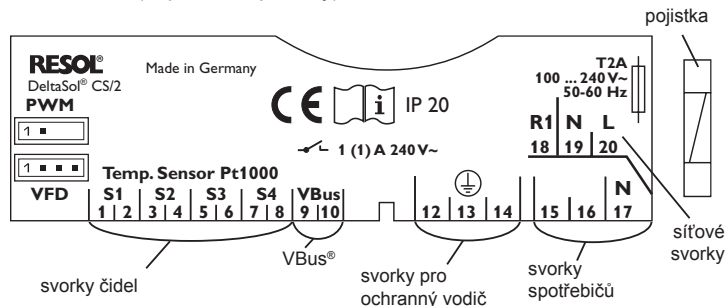 pojistka
RESOL®
DeltaSol® CS/2
Made in Germany
T2A
100 ... 240 V~
50-60 Hz
PWM
i
IP 20
1
1 (1) A 240 V~
R1 N L
18 19 20
1
Temp. Sensor Pt1000
VFD
S1 S2 S3 S4 VBus
N
1 2 3 4 5 6 7 8 9 10
12 13 14
15 16 17
síťové
svorky
svorky čidel
VBus®
svorky pro
ochranný vodič
svorky
spotřebičů